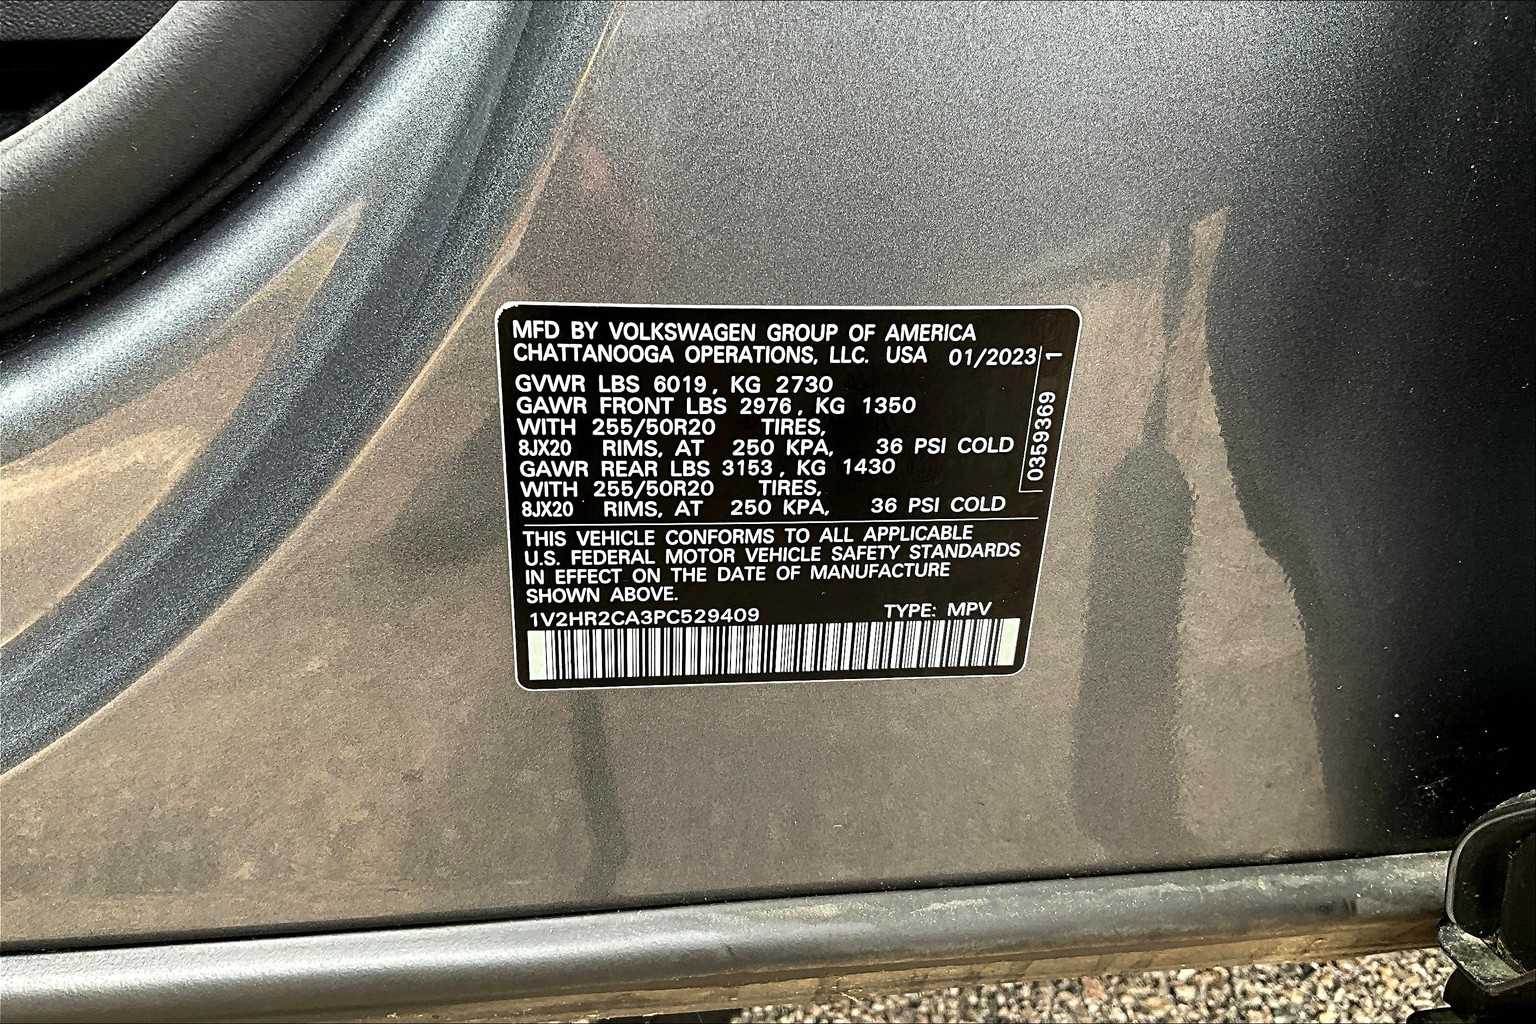 MFD BY VOLKSWAGEN GROUP OF AMERICA
CHATTANOOGA OPERATIONS, LLC. USA 01/2023
GVWR LBS 6019, KG 2730
GAWR FRONT LBS 2976, KG 1350
WITH 255/50R20 TIRES,
8JX20 RIMS, AT 250 KPA, 36 PSI COLD
GAWR REAR LBS 3153, KG 1430
WITH 255/50R20 TIRES,
8JX20 RIMS, AT 250 KPA, 36 PSI COLD
THIS VEHICLE CONFORMS TO ALL APPLICABLE
U.S. FEDERAL MOTOR VEHICLE SAFETY STANDARDS
IN EFFECT ON THE DATE OF MANUFACTURE
SHOWN ABOVE.
1V2HR2CA3PC529409 TYPE: MPV
0359369 1